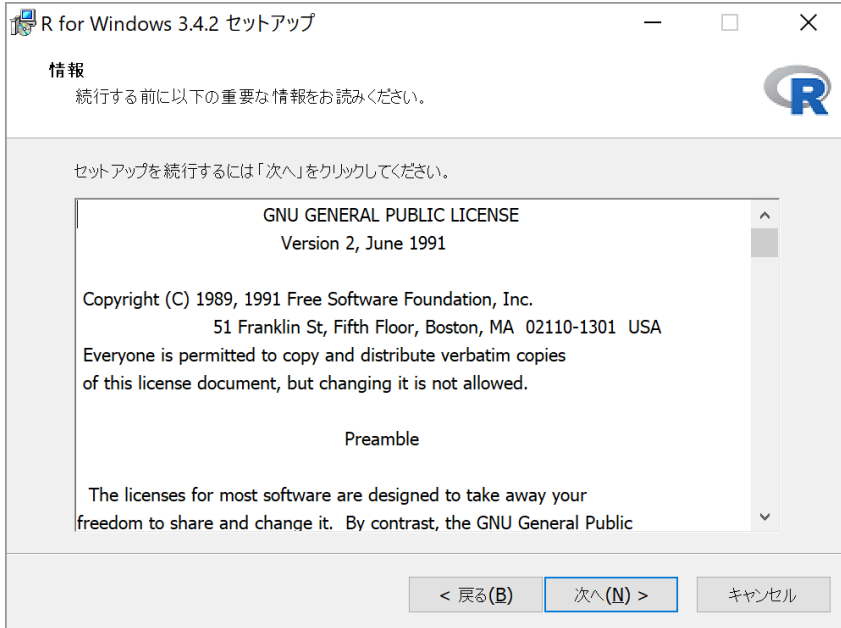 R for Windows 3.4.2 セットアップ
情報
続行する前に以下の重要な情報をお読みください。
R
セットアップを続行するには「次へ」をクリックしてください。
GNU GENERAL PUBLIC LICENSE
Version 2, June 1991
Copyright (C) 1989, 1991 Free Software Foundation, Inc.
51 Franklin St, Fifth Floor, Boston, MA  02110-1301  USA
Everyone is permitted to copy and distribute verbatim copies
of this license document, but changing it is not allowed.
Preamble
The licenses for most software are designed to take away your
freedom to share and change it.  By contrast, the GNU General Public
< 戻る(B)
次へ(N) >
キャンセル